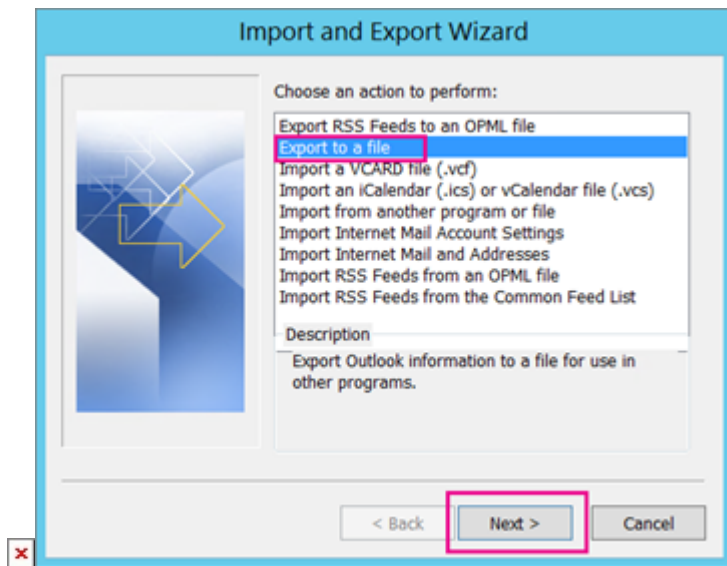 Import and Export Wizard
Choose an action to perform:
Export RSS Feeds to an OPML file
Export to a file
Import a VCARD file (.vcf)
Import an iCalendar (.ics) or vCalendar file (.vcs)
Import from another program or file
Import Internet Mail Account Settings
Import Internet Mail and Addresses
Import RSS Feeds from an OPML file
Import RSS Feeds from the Common Feed List
Description
Export Outlook information to a file for use in
other programs.
< Back Next > Cancel